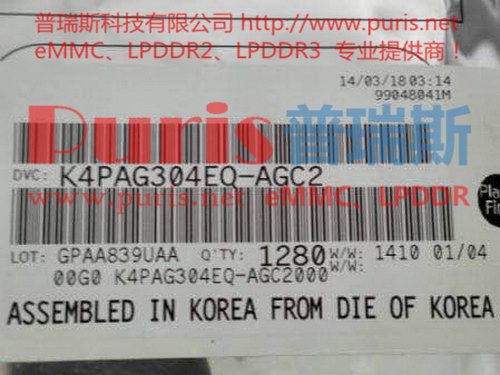 普瑞斯科技有限公司 http://www.puris.net
eMMC、LPDDR2、LPDDR3 专业提供商！
14/03/18 03:14
99048041M
Puris普瑞斯
DVC: K4PAG304EQ-AGC2
www.puris.net eMMC、LPDDR
LOT: GPAA839UAA Q'TY: 1280 W/W: 1410 01/04
00G0 K4PAG304EQ-AGC2000 W/W:
ASSEMBLED IN KOREA FROM DIE OF KOREA